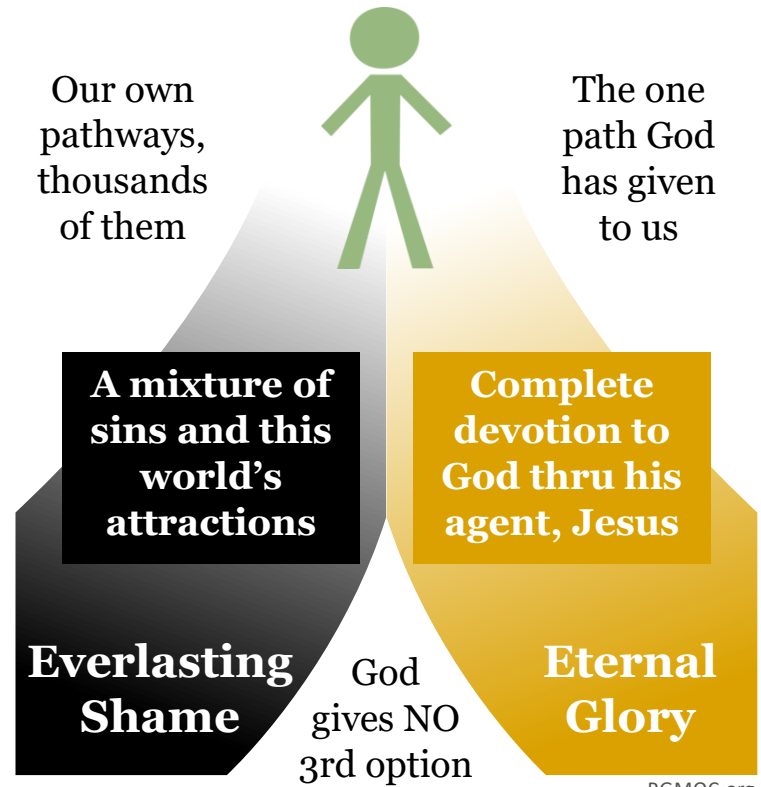 Our own
pathways,
thousands
of them
The one
path God
has given
to us
A mixture of
sins and this
world's
attractions
Complete
devotion to
God thru his
agent, Jesus
Everlasting
Shame
God
gives NO
3rd option
Eternal
Glory